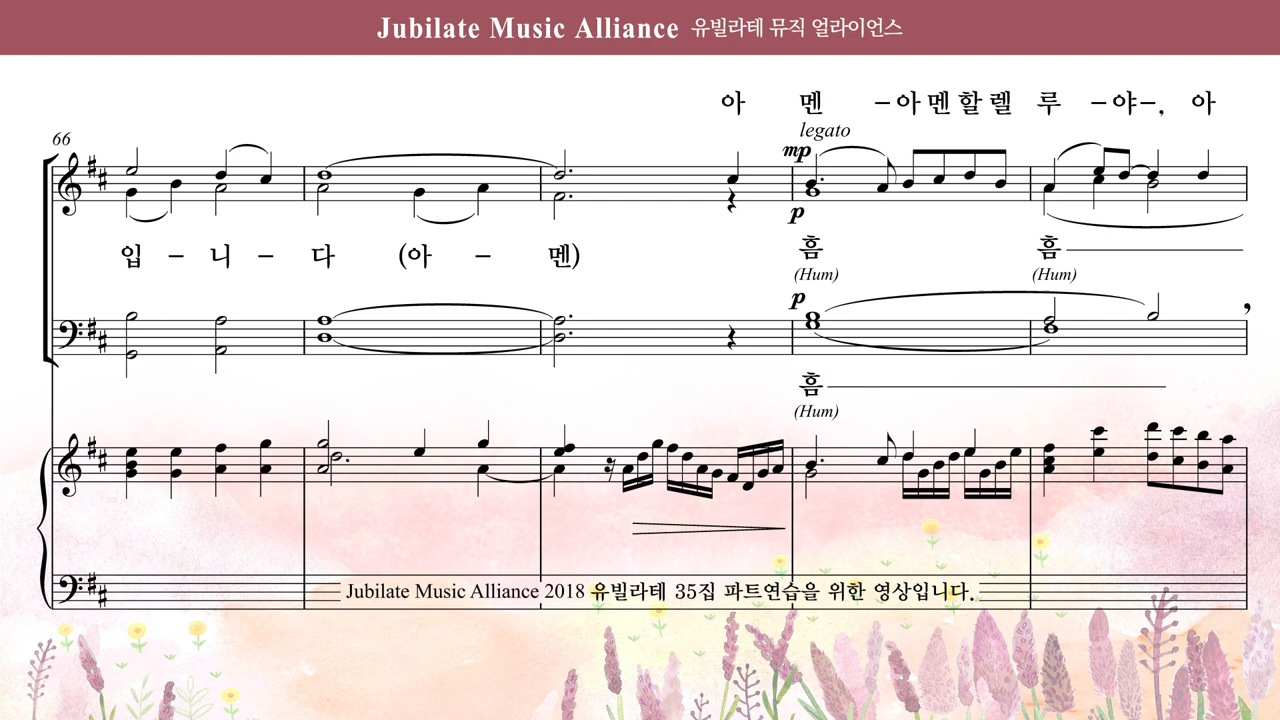 Jubilate Music Alliance 유빌라테 뮤직 얼라이언스
아 멘 -아멘할렐루 -야-, 아
66
legato
mp
p
입 - 니 - 다 (아 - 멘)
흠 흠
(Hum) (Hum)
p
흠
(Hum)
Jubilate Music Alliance 2018 유빌라테 35집 파트연습을 위한 영상입니다.